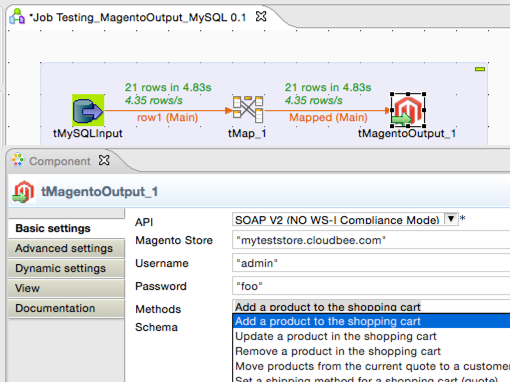 *Job Testing_MagentoOutput_MySQL 0.1
21 rows in 4.83s
4.35 rows/s
row1 (Main)
21 rows in 4.83s
4.35 rows/s
Mapped (Main)
tMySQLInput
tMap_1
tMagentoOutput_1
Component
tMagentoOutput_1
Basic settings
Advanced settings
Dynamic settings
View
Documentation
API
SOAP V2 (NO WS-I Compliance Mode) *
Magento Store
"myteststore.cloudbee.com"
Username
"admin"
Password
"foo"
Methods
Add a product to the shopping cart
Schema
Add a product to the shopping cart
Update a product in the shopping cart
Remove a product in the shopping cart
Move products from the current quote to a customer
Set a shipping method for a shopping cart (quote)